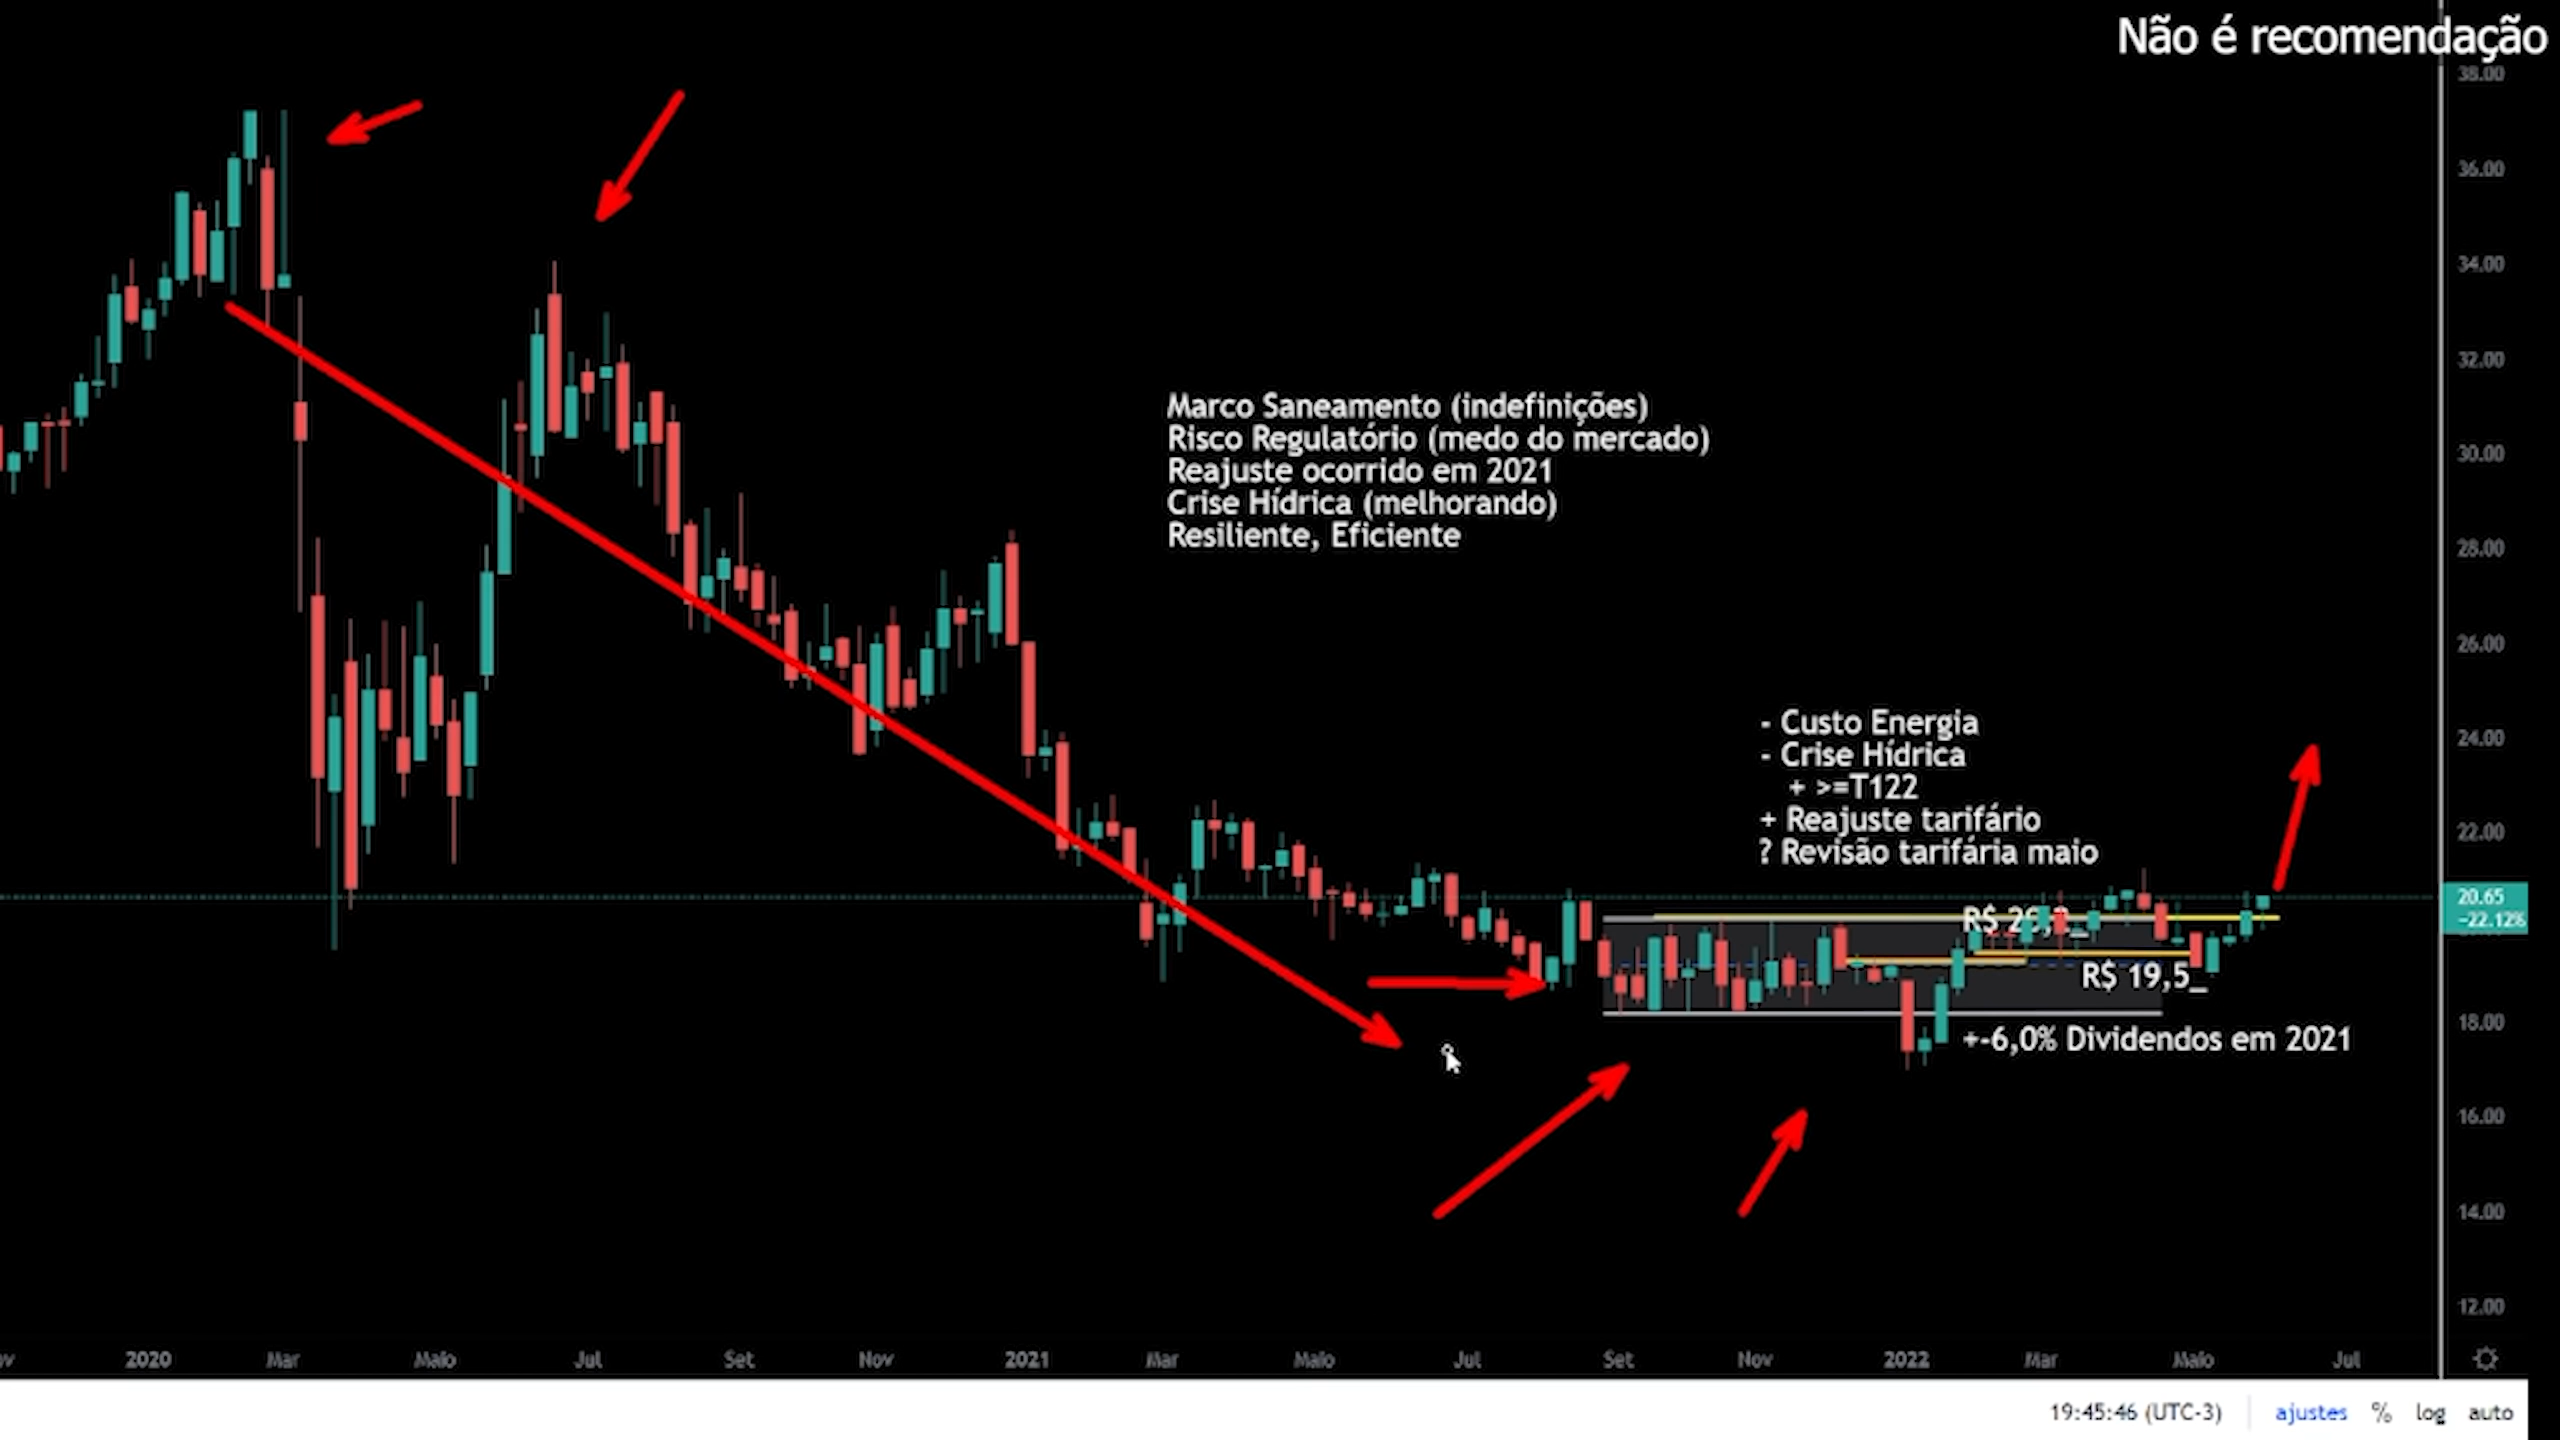 Não é recomendação
38.00
36.00
34.00
32.00
Marco Saneamento (indefinições)
Risco Regulatório (medo do mercado)
Reajuste ocorrido em 2021
Crise Hídrica (melhorando)
Resiliente, Eficiente
30.00
28.00
26.00
- Custo Energia
- Crise Hídrica
+ >=T122
+ Reajuste tarifário
? Revisão tarifária maio
24.00
22.00
20.65
-22.12%
R$
R$ 19,5_
18.00
+-6,0% Dividendos em 2021
16.00
14.00
12.00
2020 Mar Maio Jul Set Nov 2021 Mar Maio Jul Set Nov 2022 Mar Maio Jul
19:45:46 (UTC-3) ajustes % log auto